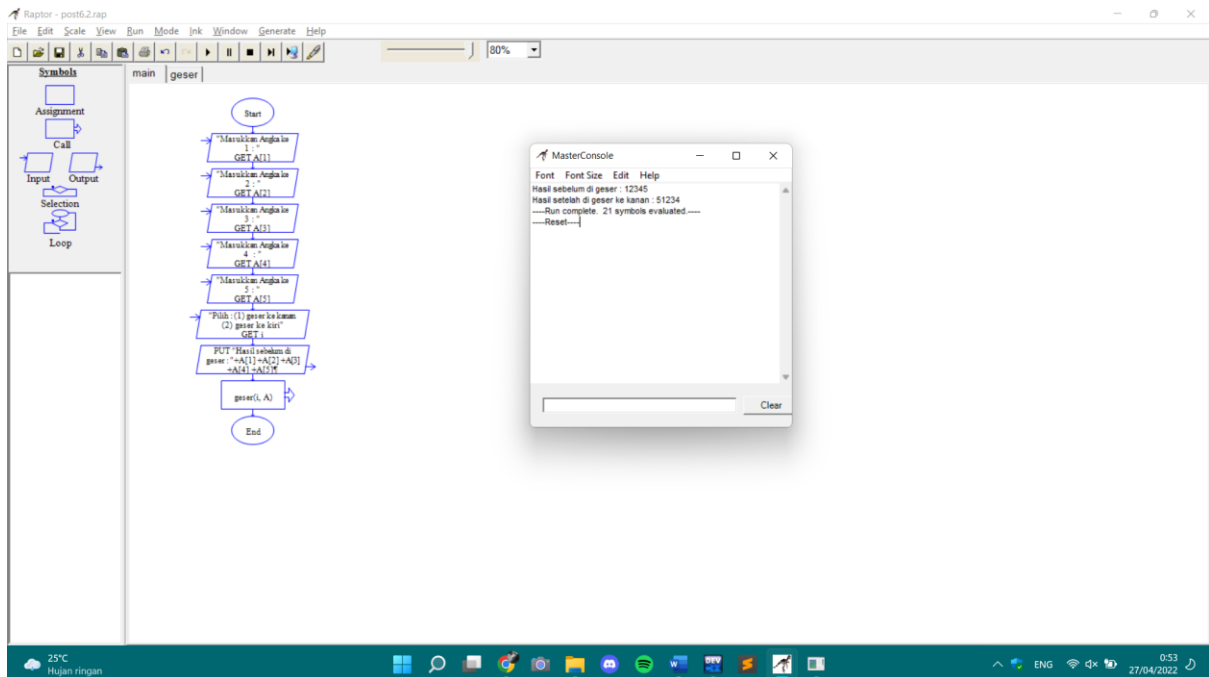 Raptor - post6.2.rap
File Edit Scale View Run Mode Ink Window Generate Help
80%
Symbols
Assignment
Call
Input Output
Selection
Loop
main geser
Start
"Masukkan Angka ke
1 : "
GET A[1]
"Masukkan Angka ke
2 : "
GET A[2]
"Masukkan Angka ke
3 : "
GET A[3]
"Masukkan Angka ke
4 : "
GET A[4]
"Masukkan Angka ke
5 : "
GET A[5]
"Pilih : (1) geser ke kanan
(2) geser ke kiri"
GET i
PUT "Hasil sebelum di
geser : "+A[1] +A[2] +A[3]
+A[4] +A[5]¶
geser(i, A)
End
MasterConsole
Font Font Size Edit Help
Hasil sebelum di geser : 12345
Hasil setelah di geser ke kanan : 51234
----Run complete. 21 symbols evaluated.----
----Reset----
Clear
25°C
Hujan ringan
DEV
ENG
0:53
27/04/2022